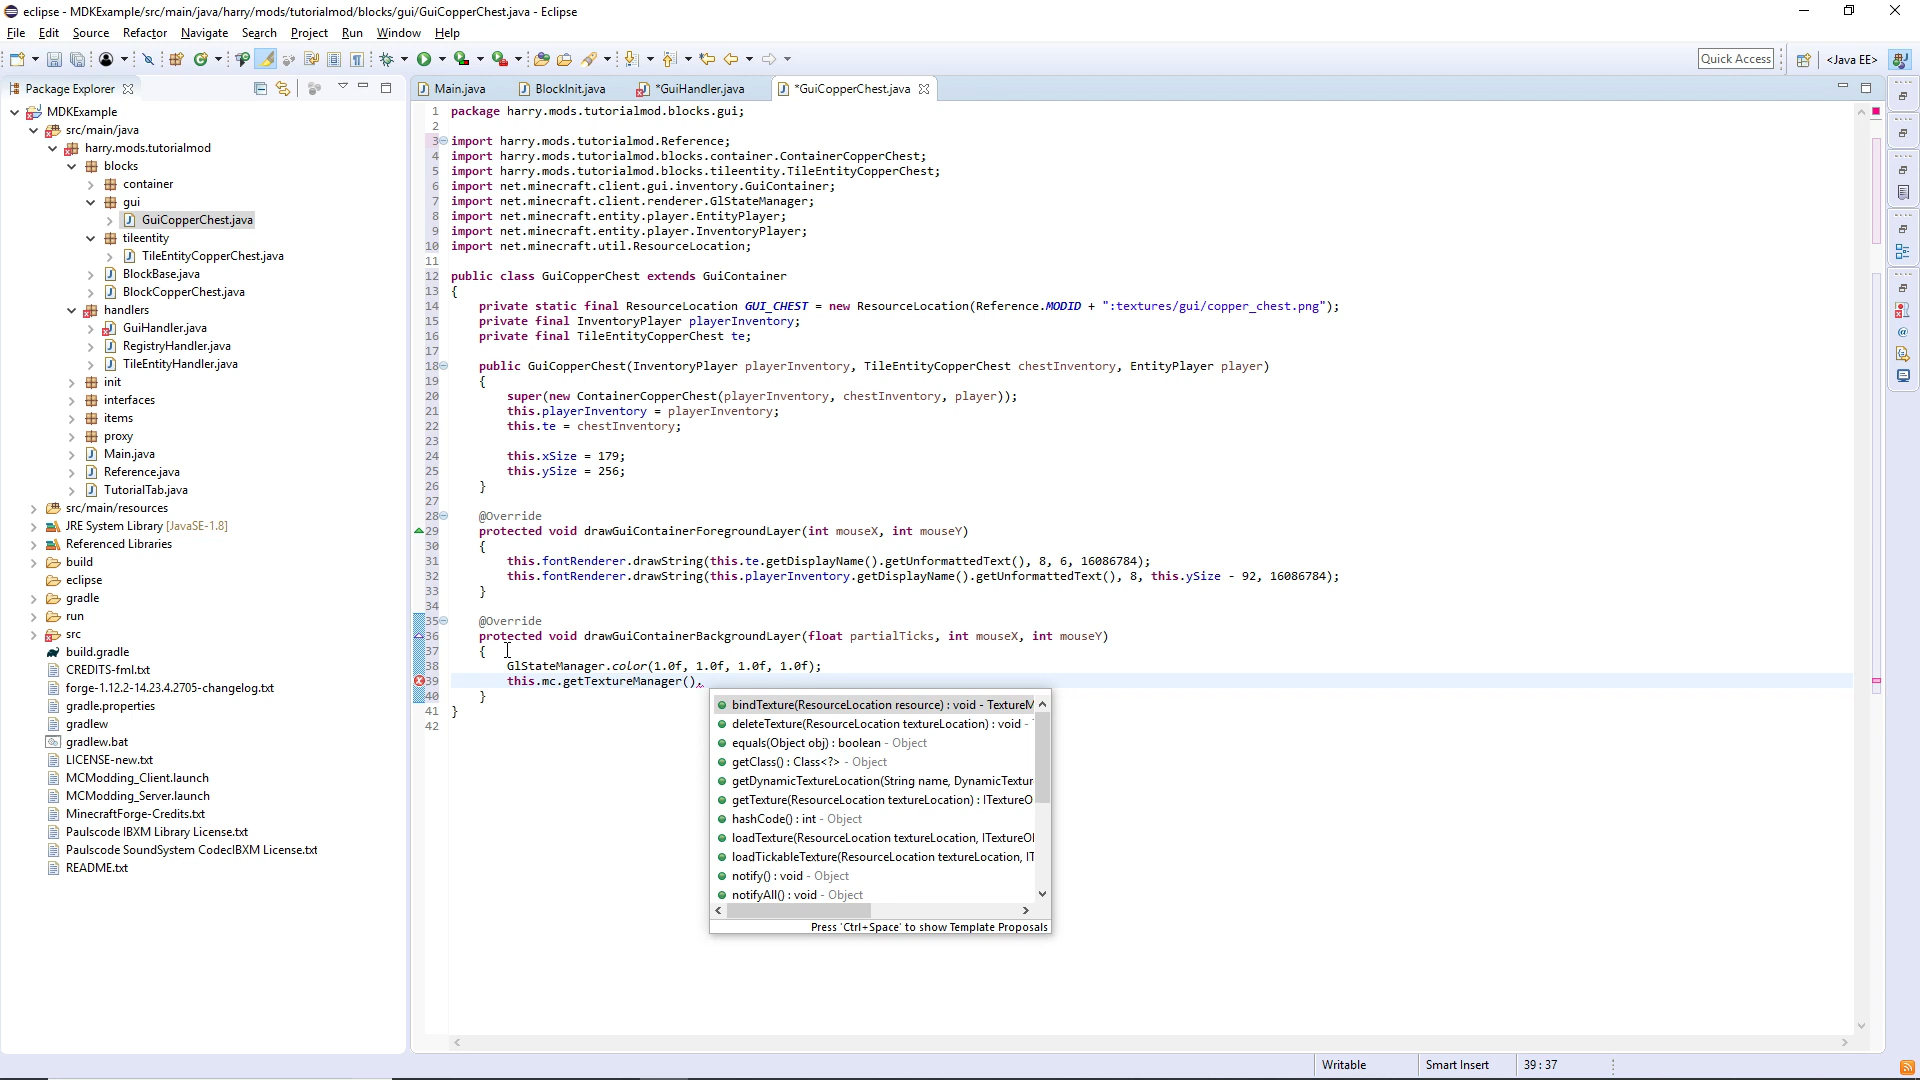 eclipse - MDKExample/src/main/java/harry/mods/tutorialmod/blocks/gui/GuiCopperChest.java - Eclipse
File Edit Source Refactor Navigate Search Project Run Window Help
Quick Access <Java EE>
Package Explorer
Main.java BlockInit.java *GuiHandler.java *GuiCopperChest.java
MDKExample
src/main/java
harry.mods.tutorialmod
blocks
container
gui
GuiCopperChest.java
tileentity
TileEntityCopperChest.java
BlockBase.java
BlockCopperChest.java
handlers
GuiHandler.java
RegistryHandler.java
TileEntityHandler.java
init
interfaces
items
proxy
Main.java
Reference.java
TutorialTab.java
src/main/resources
JRE System Library [JavaSE-1.8]
Referenced Libraries
build
eclipse
gradle
run
src
build.gradle
CREDITS-fml.txt
forge-1.12.2-14.23.4.2705-changelog.txt
gradle.properties
gradlew
gradlew.bat
LICENSE-new.txt
MCModding_Client.launch
MCModding_Server.launch
MinecraftForge-Credits.txt
Paulscode IBXM Library License.txt
Paulscode SoundSystem CodecIBXM License.txt
README.txt
1 package harry.mods.tutorialmod.blocks.gui;
2
3 import harry.mods.tutorialmod.Reference;
4 import harry.mods.tutorialmod.blocks.container.ContainerCopperChest;
5 import harry.mods.tutorialmod.blocks.tileentity.TileEntityCopperChest;
6 import net.minecraft.client.gui.inventory.GuiContainer;
7 import net.minecraft.client.renderer.GlStateManager;
8 import net.minecraft.entity.player.EntityPlayer;
9 import net.minecraft.entity.player.InventoryPlayer;
10 import net.minecraft.util.ResourceLocation;
11
12 public class GuiCopperChest extends GuiContainer
13 {
14 private static final ResourceLocation GUI_CHEST = new ResourceLocation(Reference.MODID + ":textures/gui/copper_chest.png");
15 private final InventoryPlayer playerInventory;
16 private final TileEntityCopperChest te;
17
18 public GuiCopperChest(InventoryPlayer playerInventory, TileEntityCopperChest chestInventory, EntityPlayer player)
19 {
20 super(new ContainerCopperChest(playerInventory, chestInventory, player));
21 this.playerInventory = playerInventory;
22 this.te = chestInventory;
23
24 this.xSize = 179;
25 this.ySize = 256;
26 }
27
28 @Override
29 protected void drawGuiContainerForegroundLayer(int mouseX, int mouseY)
30 {
31 this.fontRenderer.drawString(this.te.getDisplayName().getUnformattedText(), 8, 6, 16086784);
32 this.fontRenderer.drawString(this.playerInventory.getDisplayName().getUnformattedText(), 8, this.ySize - 92, 16086784);
33 }
34
35 @Override
36 protected void drawGuiContainerBackgroundLayer(float partialTicks, int mouseX, int mouseY)
37 {
38 GlStateManager.color(1.0f, 1.0f, 1.0f, 1.0f);
39 this.mc.getTextureManager().
40 }
41 }
42
bindTexture(ResourceLocation resource) : void - TextureM
deleteTexture(ResourceLocation textureLocation) : void -
equals(Object obj) : boolean - Object
getClass() : Class<?> - Object
getDynamicTextureLocation(String name, DynamicTextur
getTexture(ResourceLocation textureLocation) : ITextureO
hashCode() : int - Object
loadTexture(ResourceLocation textureLocation, ITextureOl
loadTickableTexture(ResourceLocation textureLocation, IT
notify() : void - Object
notifyAll() : void - Object
Press 'Ctrl+Space' to show Template Proposals
Writable Smart Insert 39 : 37